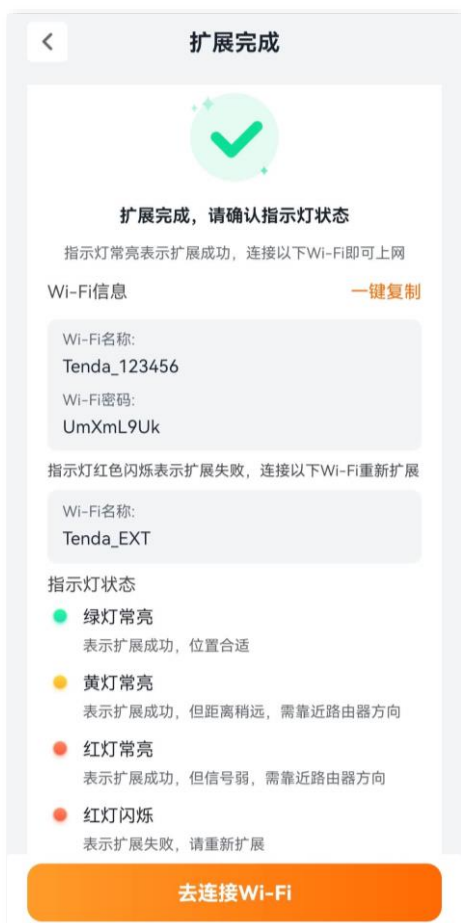 扩展完成
扩展完成，请确认指示灯状态
指示灯常亮表示扩展成功，连接以下Wi-Fi即可上网
Wi-Fi信息
一键复制
Wi-Fi名称:
Tenda_123456
Wi-Fi密码:
UmXmL9Uk
指示灯红色闪烁表示扩展失败，连接以下Wi-Fi重新扩展
Wi-Fi名称:
Tenda_EXT
指示灯状态
绿灯常亮
表示扩展成功，位置合适
黄灯常亮
表示扩展成功，但距离稍远，需靠近路由器方向
红灯常亮
表示扩展成功，但信号弱，需靠近路由器方向
红灯闪烁
表示扩展失败，请重新扩展
去连接Wi-Fi